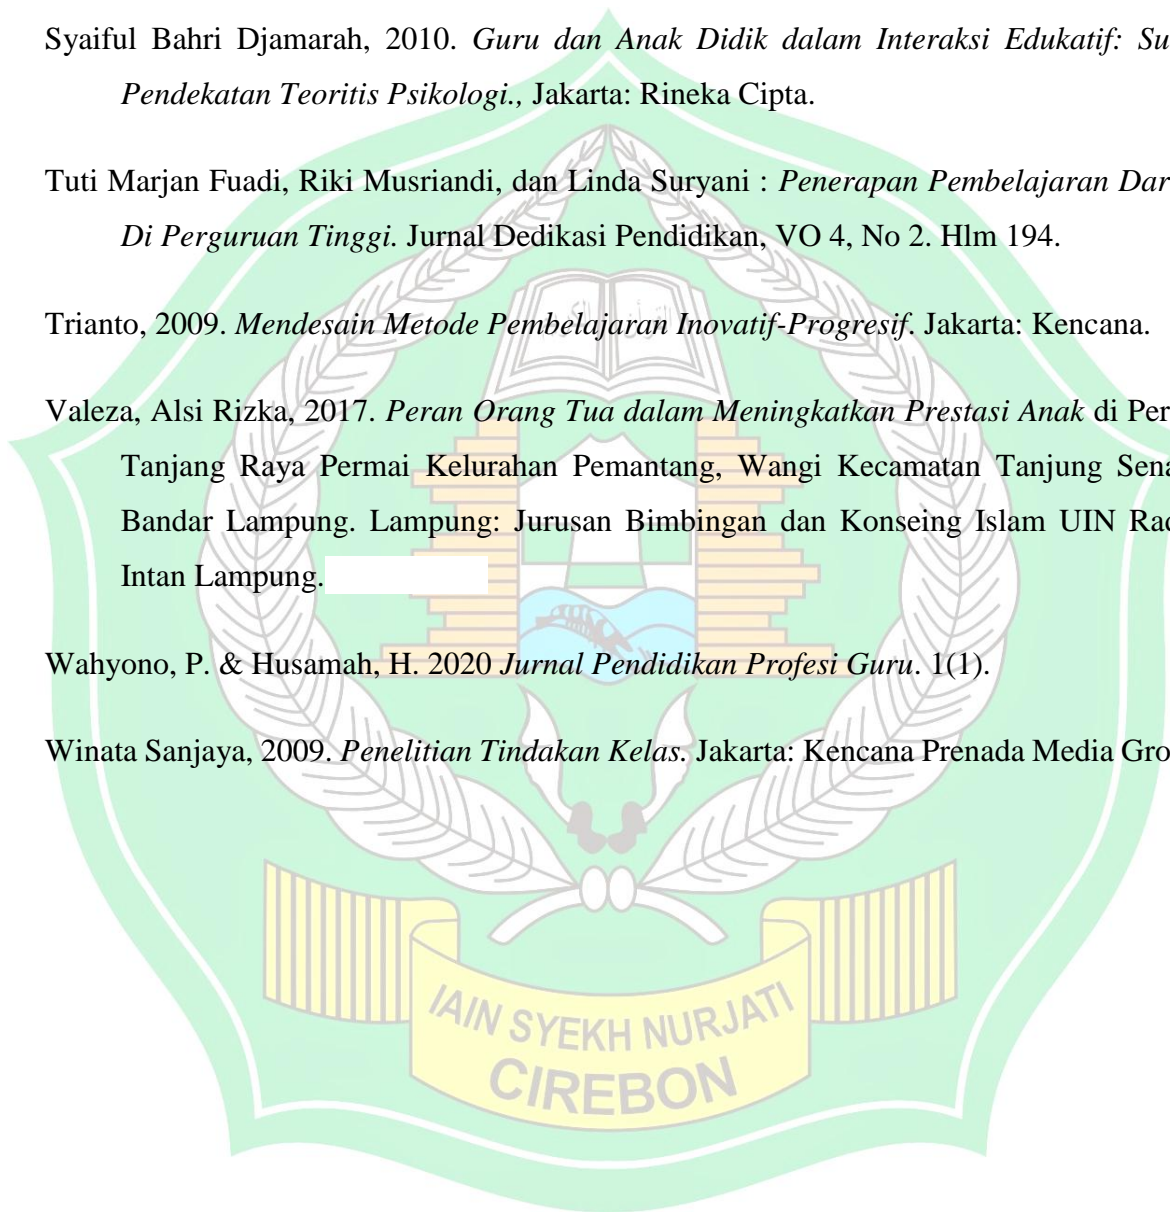 Syaiful Bahri Djamarah, 2010. Guru dan Anak Didik dalam Interaksi Edukatif: Su
Pendekatan Teoritis Psikologi., Jakarta: Rineka Cipta.
Tuti Marjan Fuadi, Riki Musriandi, dan Linda Suryani : Penerapan Pembelajaran Dar
Di Perguruan Tinggi. Jurnal Dedikasi Pendidikan, VO 4, No 2. Hlm 194.
Trianto, 2009. Mendesain Metode Pembelajaran Inovatif-Progresif. Jakarta: Kencana.
Valeza, Alsi Rizka, 2017. Peran Orang Tua dalam Meningkatkan Prestasi Anak di Per
Tanjang Raya Permai Kelurahan Pemantang, Wangi Kecamatan Tanjung Sena
Bandar Lampung. Lampung: Jurusan Bimbingan dan Konseing Islam UIN Rad
Intan Lampung.
Wahyono, P. & Husamah, H. 2020 Jurnal Pendidikan Profesi Guru. 1(1).
Winata Sanjaya, 2009. Penelitian Tindakan Kelas. Jakarta: Kencana Prenada Media Gro
IAIN SYEKH NURJATI
CIREBON